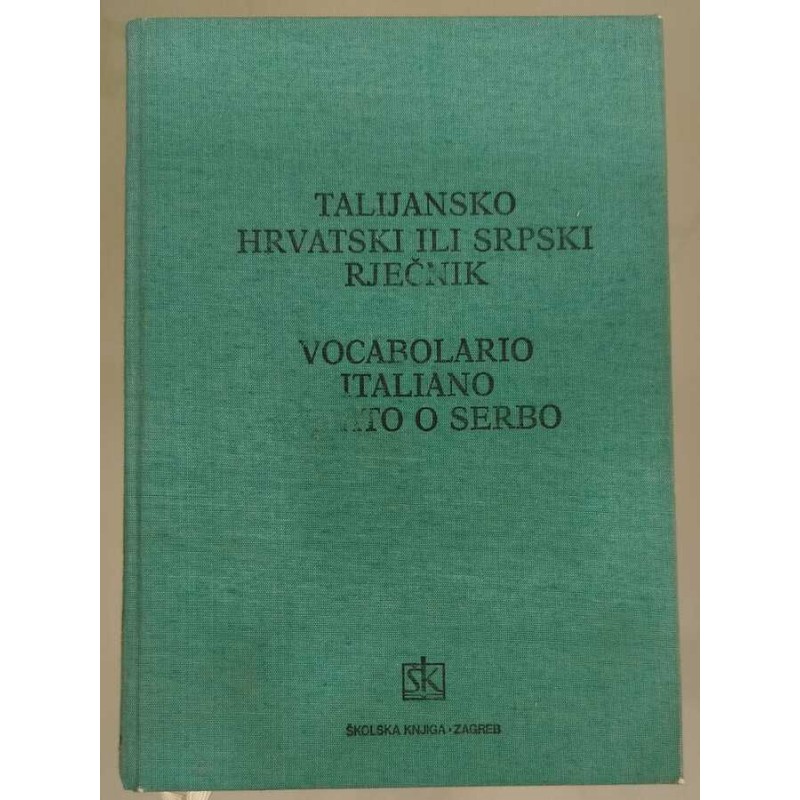 TALIJANSKO
HRVATSKI ILI SRPSKI
RJEČNIK
VOCABOLARIO
ITALIANO
O SERBO
ŠK
ŠKOLSKA KNJIGA • ZAGREB